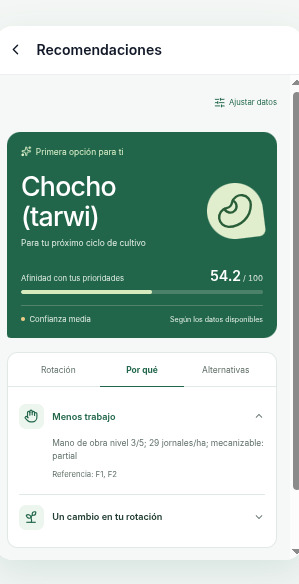 Recomendaciones
Ajustar datos
Primera opción para ti
Chocho
(tarwi)
Para tu próximo ciclo de cultivo
Afinidad con tus prioridades
54.2 / 100
Confianza media
Según los datos disponibles
Rotación
Por qué
Alternativas
Menos trabajo
Mano de obra nivel 3/5; 29 jornales/ha; mecanizable:
partial
Referencia: F1, F2
Un cambio en tu rotación